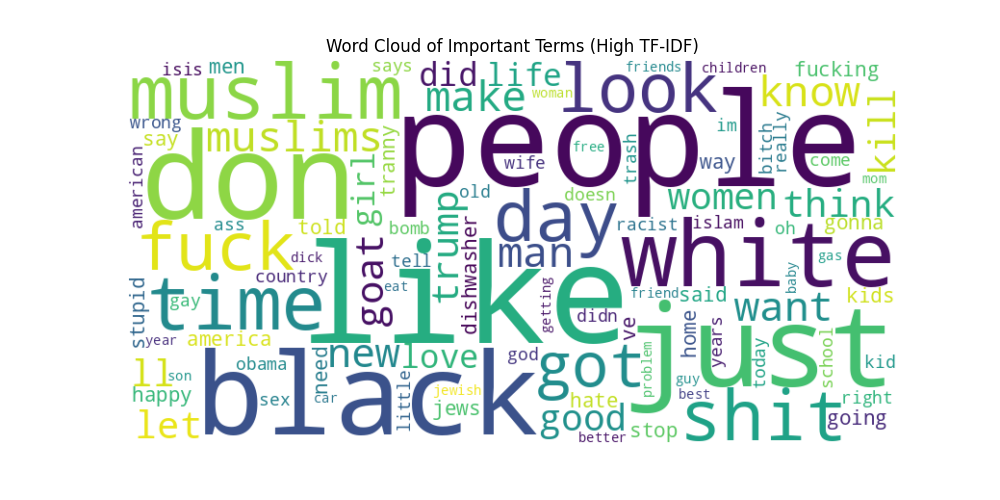 Word Cloud of Important Terms (High TF-IDF)
isis men says did life look friends children fucking
muslim make woman people know kill
wrong say muslims tranny im bitch really
american don girl wife free trash way come mom
old doesn women think
fuck ass told bomb trump day man racist islam oh gonna
dick goat tell dishwasher white
country like eat getting friend said baby gas
stupid gay time didn ve want kids
year america new love god got just home years
ll son obama black need car little jewish jews problem guy today school kid
happy sex hate best right
let good better stop shit going